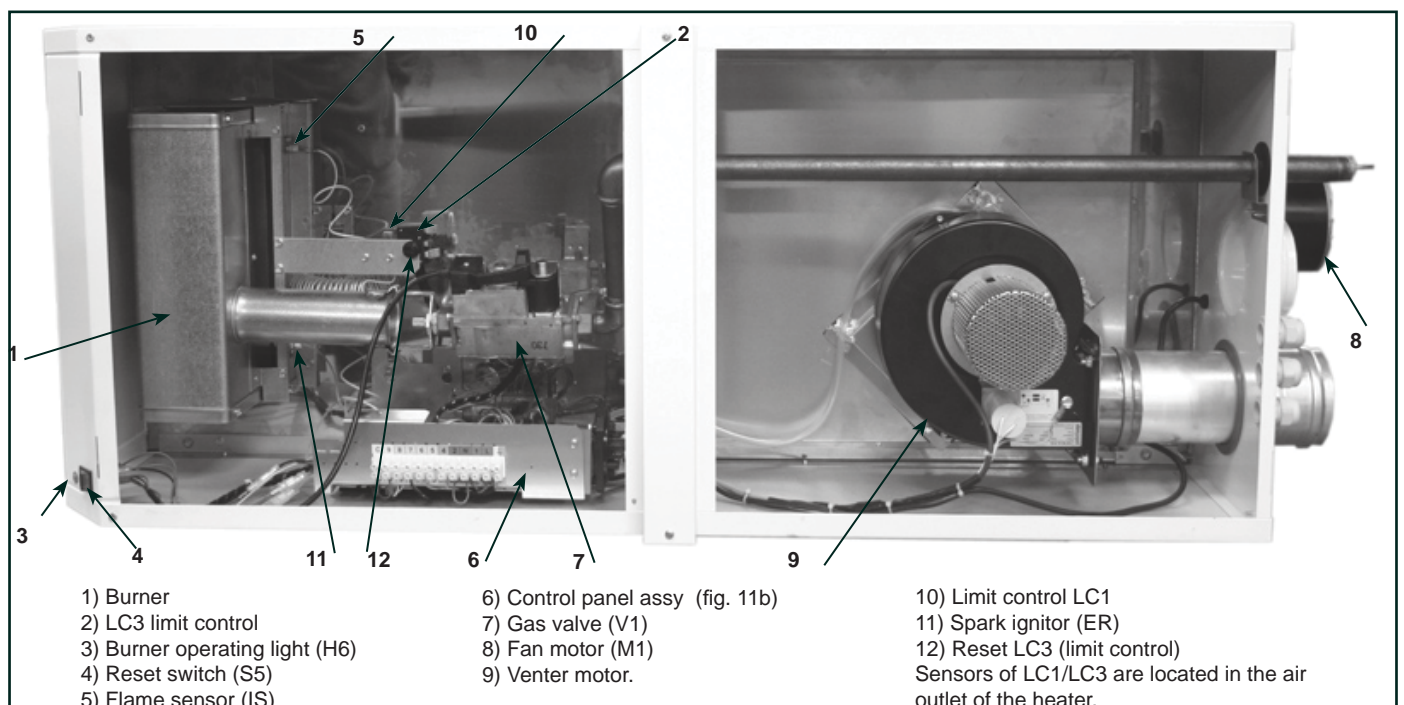 5
10
2
1
8
3
4
11
12
6
7
9
1) Burner
2) LC3 limit control
3) Burner operating light (H6)
4) Reset switch (S5)
5) Flame sensor (IS)
6) Control panel assy (fig. 11b)
7) Gas valve (V1)
8) Fan motor (M1)
9) Venter motor.
10) Limit control LC1
11) Spark ignitor (ER)
12) Reset LC3 (limit control)
Sensors of LC1/LC3 are located in the air
outlet of the heater.